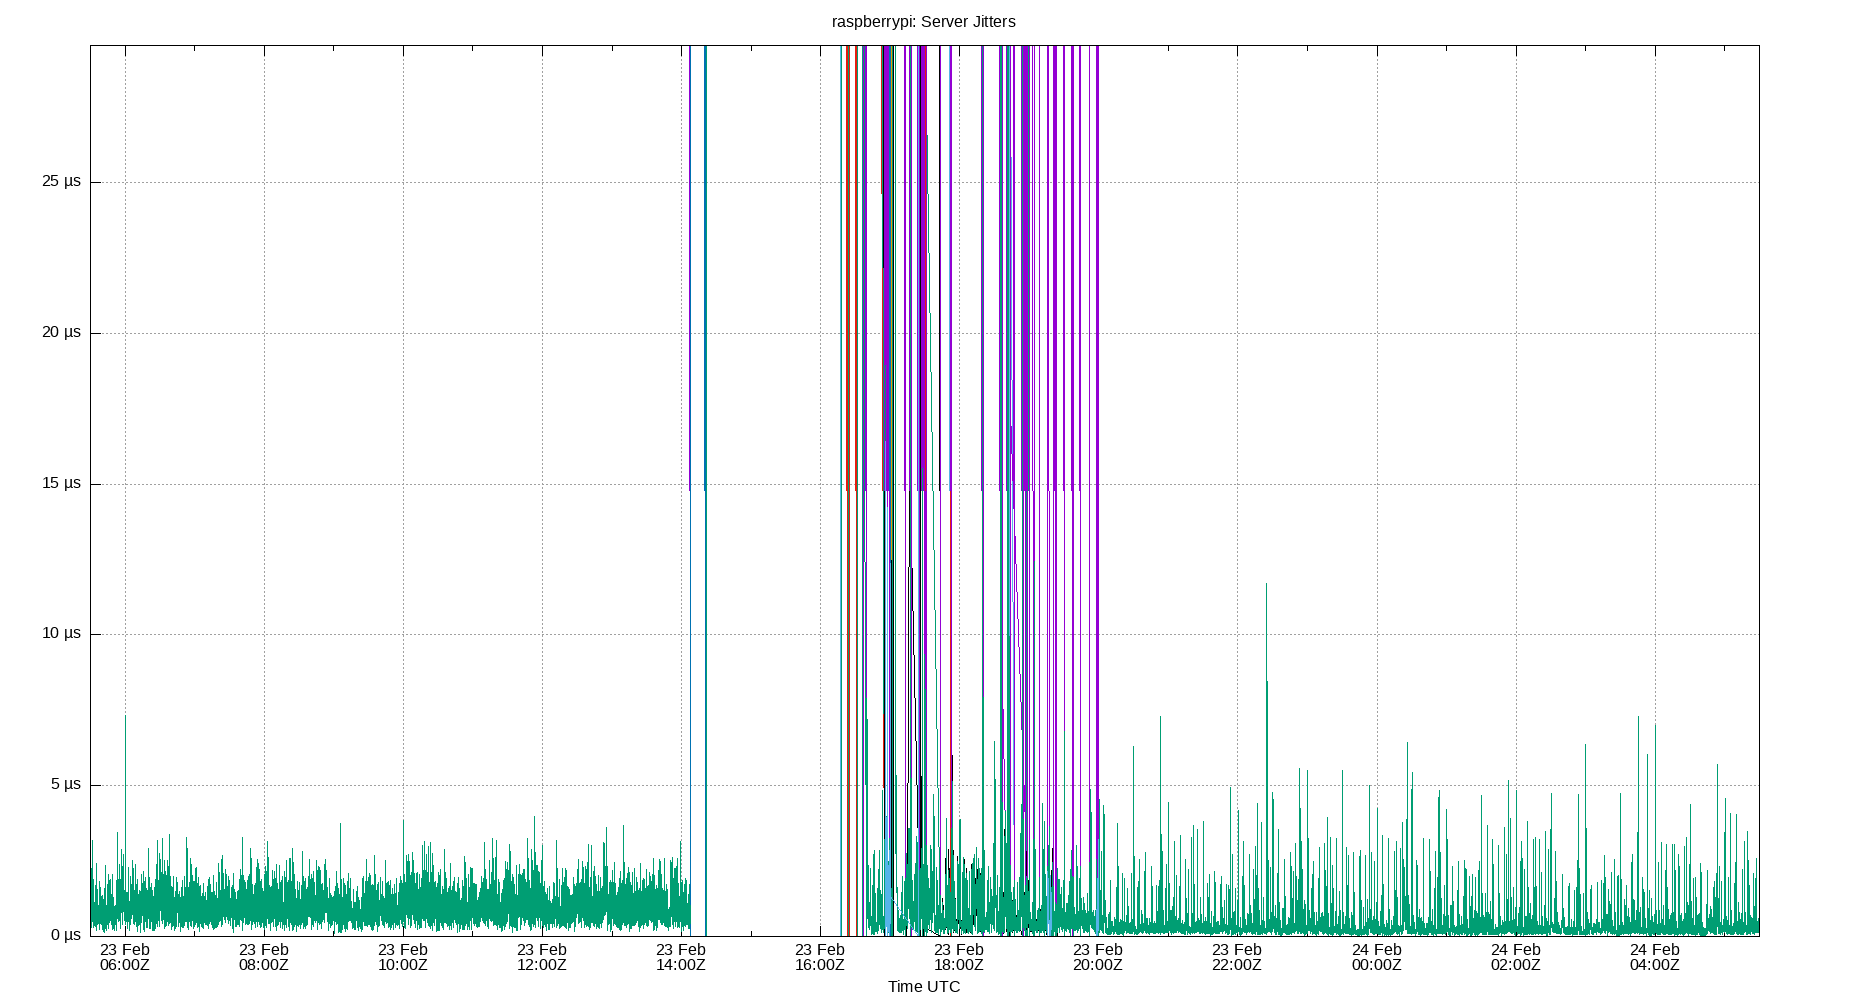 raspberrypi: Server Jitters
25 µs
20 µs
15 µs
10 µs
5 µs
0 µs
23 Feb 23 Feb 23 Feb 23 Feb 23 Feb 23 Feb 23 Feb 23 Feb 23 Feb 24 Feb 24 Feb 24 Feb
06:00Z 08:00Z 10:00Z 12:00Z 14:00Z 16:00Z 18:00Z 20:00Z 22:00Z 00:00Z 02:00Z 04:00Z
Time UTC